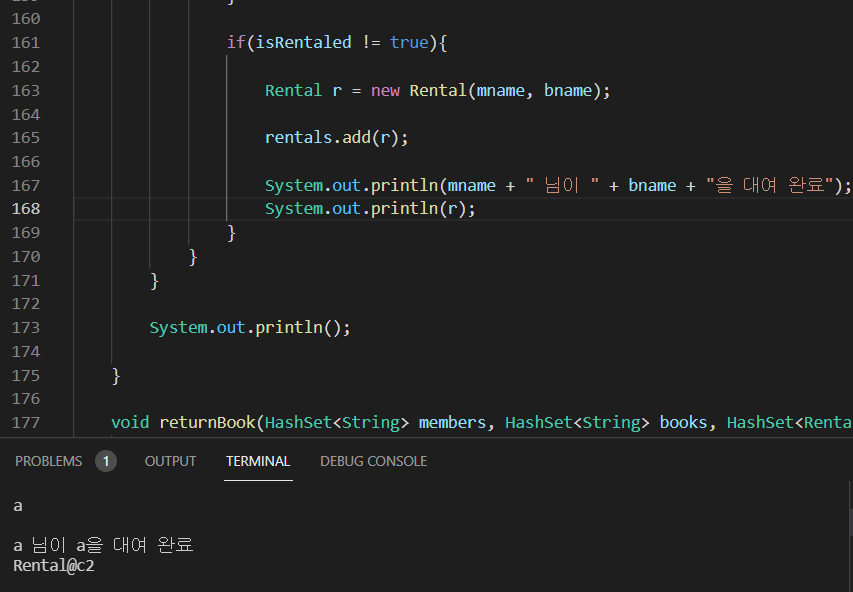 160
161 if(isRentaled != true){
162
163 Rental r = new Rental(mname, bname);
164
165 rentals.add(r);
166
167 System.out.println(mname + " 님이 " + bname + "을 대여 완료");
168 System.out.println(r);
169 }
170 }
171 }
172
173 System.out.println();
174
175 }
176
177 void returnBook(HashSet<String> members, HashSet<String> books, HashSet<Renta
PROBLEMS 1 OUTPUT TERMINAL DEBUG CONSOLE
a
a 님이 a을 대여 완료
Rental@c2